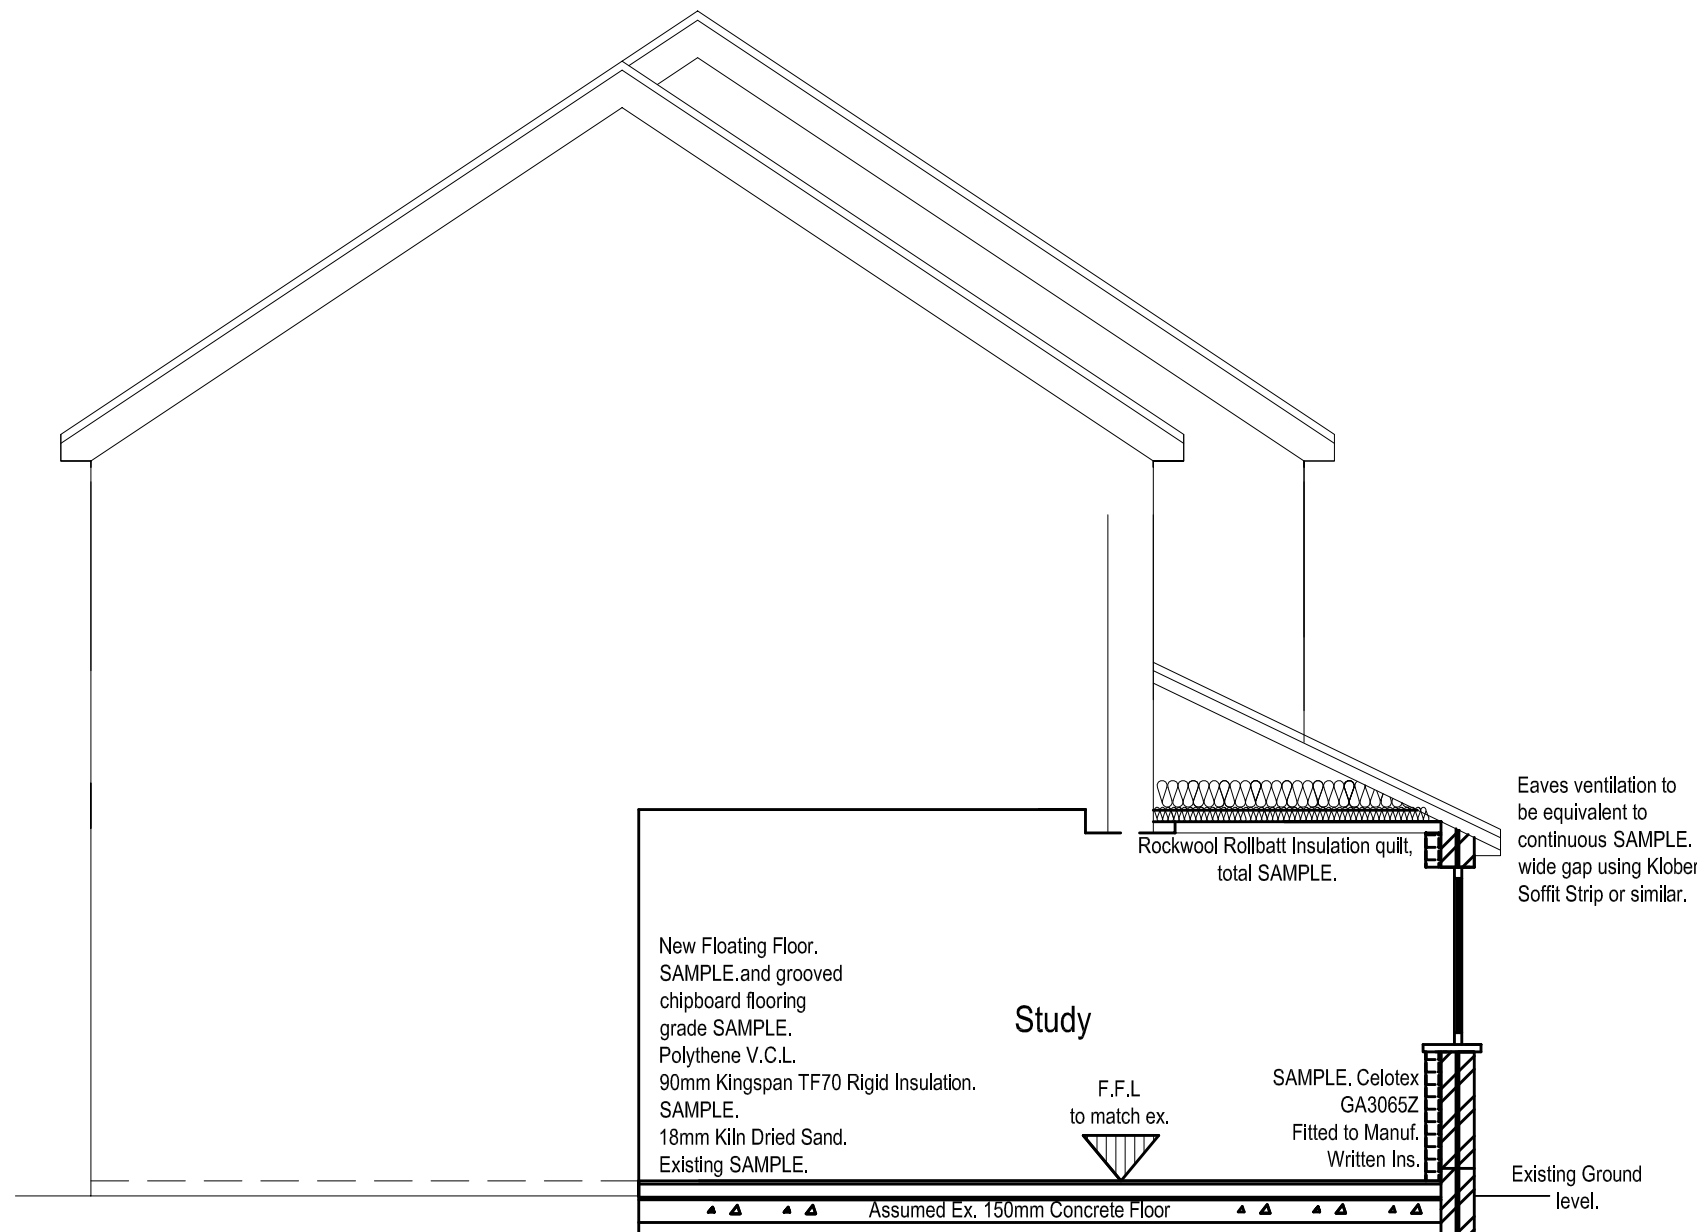 Eaves ventilation to
be equivalent to
continuous SAMPLE.
wide gap using Klober
Soffit Strip or similar.
Rockwool Rollbatt Insulation quilt,
total SAMPLE.
New Floating Floor.
SAMPLE.and grooved
chipboard flooring
grade SAMPLE.
Polythene V.C.L.
90mm Kingspan TF70 Rigid Insulation.
SAMPLE.
18mm Kiln Dried Sand.
Existing SAMPLE.
Study
F.F.L
to match ex.
SAMPLE. Celotex
GA3065Z
Fitted to Manuf.
Written Ins.
Existing Ground
level.
Assumed Ex. 150mm Concrete Floor